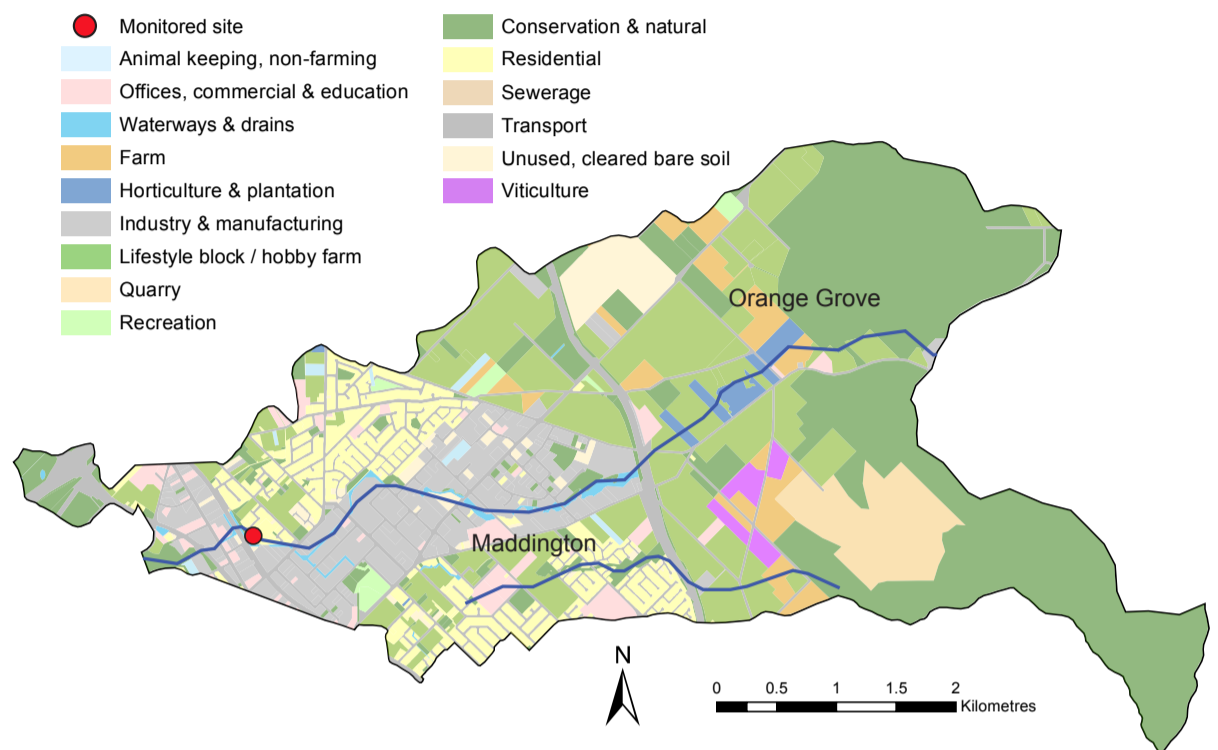 Monitored site
Animal keeping, non-farming
Offices, commercial & education
Waterways & drains
Farm
Horticulture & plantation
Industry & manufacturing
Lifestyle block / hobby farm
Quarry
Recreation
Conservation & natural
Residential
Sewerage
Transport
Unused, cleared bare soil
Viticulture
Orange Grove
Maddington
N
0 0.5 1 1.5 2
Kilometres